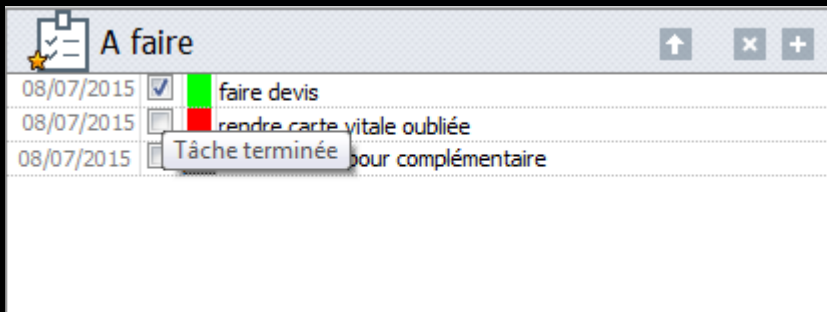 A faire
08/07/2015 faire devis
08/07/2015 rendre carte vitale oubliée
Tâche terminée
08/07/2015 pour complémentaire